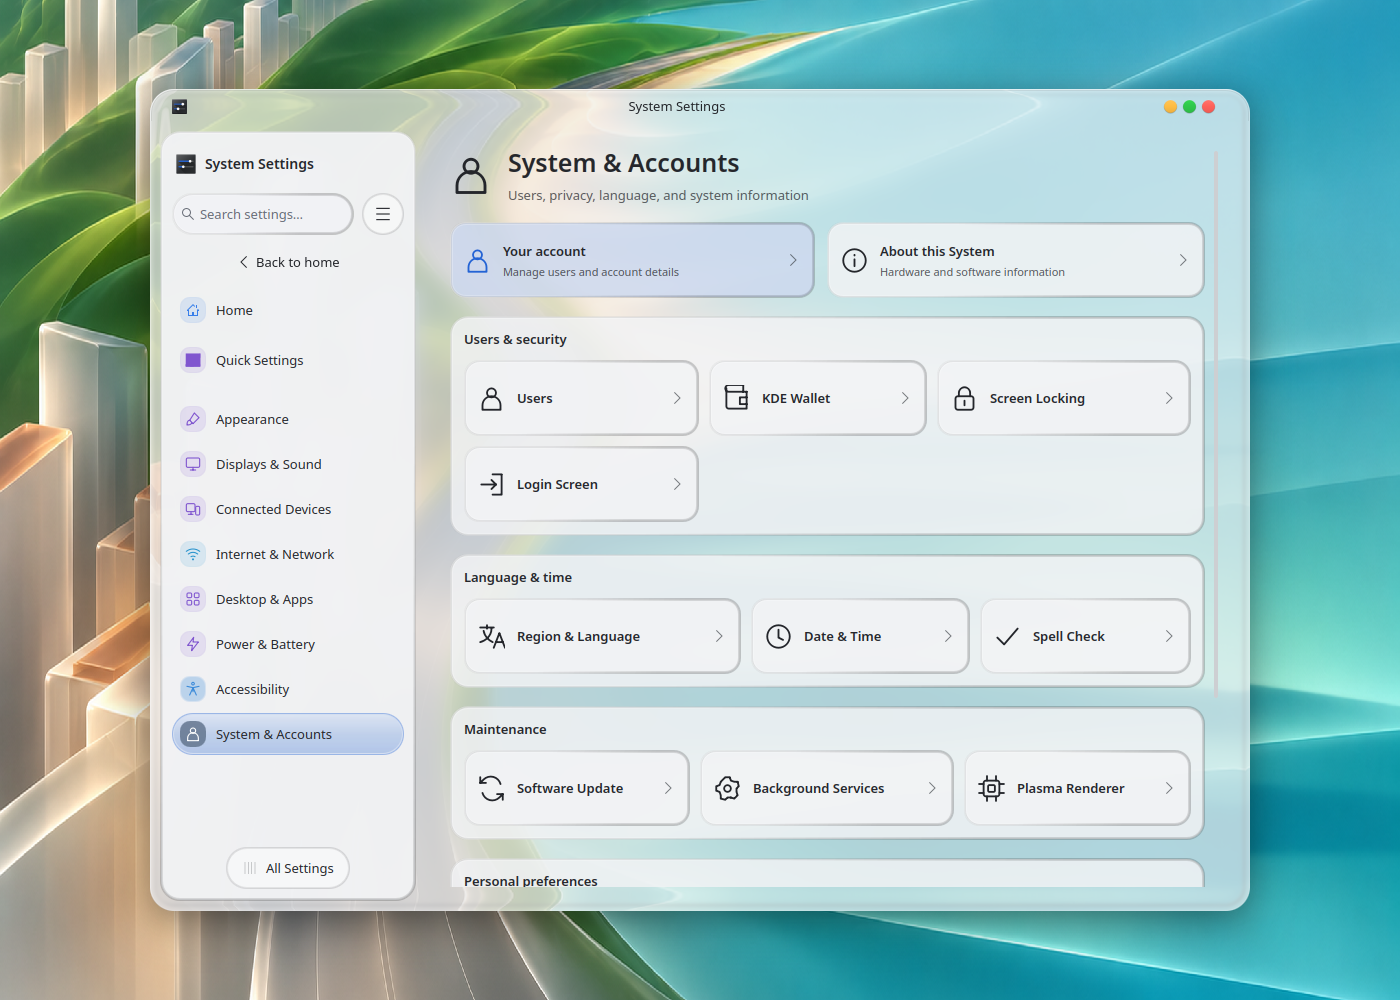 System Settings
System Settings
Search settings...
Back to home
Home
Quick Settings
Appearance
Displays & Sound
Connected Devices
Internet & Network
Desktop & Apps
Power & Battery
Accessibility
System & Accounts
All Settings
System & Accounts
Users, privacy, language, and system information
Your account
Manage users and account details
About this System
Hardware and software information
Users & security
Users
KDE Wallet
Screen Locking
Login Screen
Language & time
Region & Language
Date & Time
Spell Check
Maintenance
Software Update
Background Services
Plasma Renderer
Personal preferences